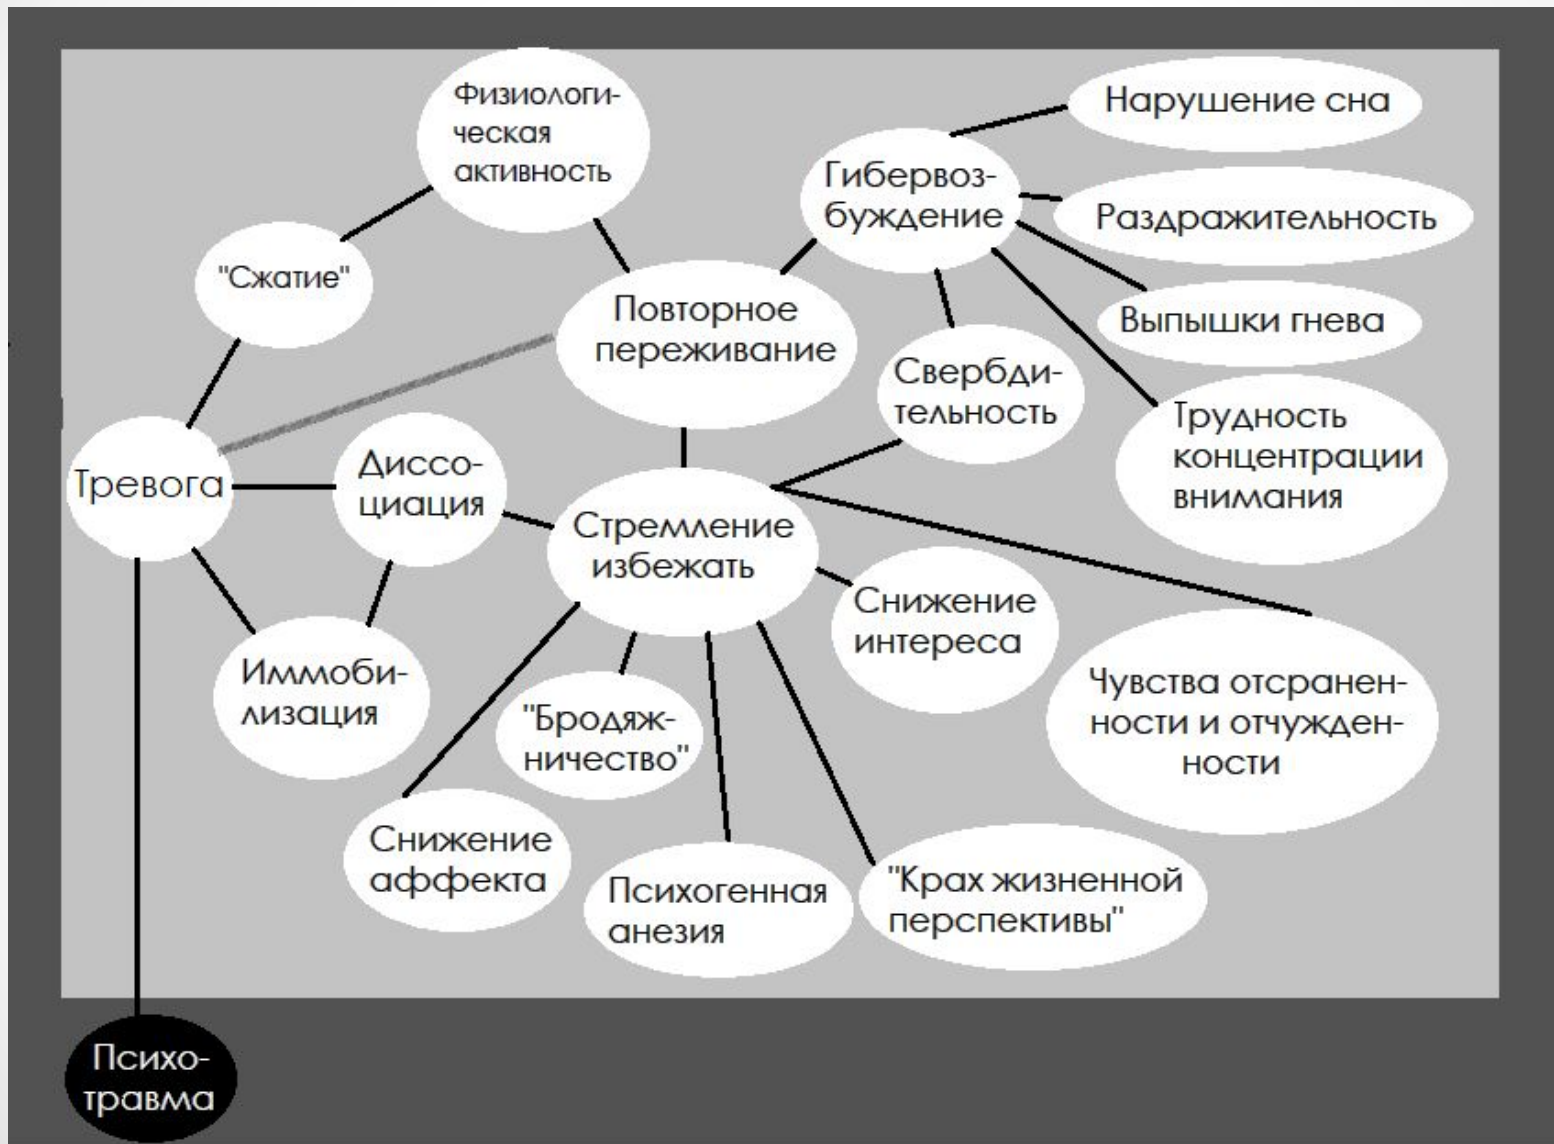 Физиологи-
ческая
активность
Нарушение сна
Гибервоз-
буждение
Раздражительность
"Сжатие"
Повторное
переживание
Выпышки гнева
Свербди-
тельность
Трудность
концентрации
внимания
Тревога
Диссо-
циация
Стремление
избежать
Снижение
интереса
Иммоби-
лизация
"Бродяж-
ничество"
Чувства отсранен-
ности и отчужден-
ности
Снижение
аффекта
Психогенная
анезия
"Крах жизненной
перспективы"
Психо-
травма